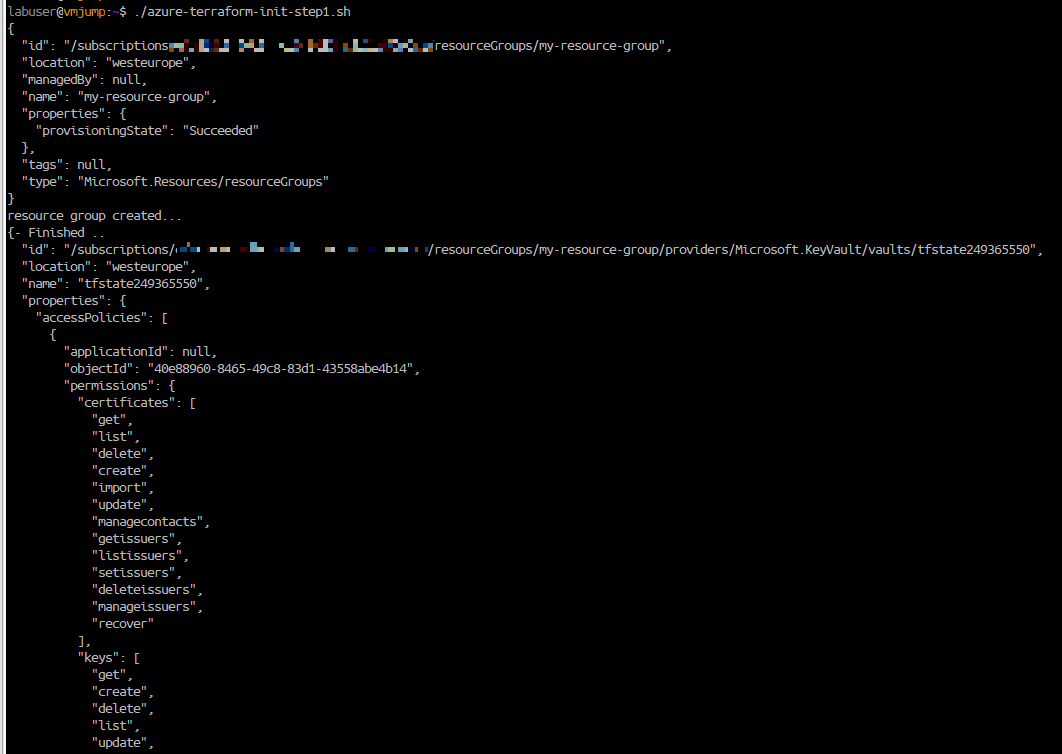 labuser@vmjump:~$ ./azure-terraform-init-step1.sh
{
  "id": "/subscriptions/resourceGroups/my-resource-group",
  "location": "westeurope",
  "managedBy": null,
  "name": "my-resource-group",
  "properties": {
    "provisioningState": "Succeeded"
  },
  "tags": null,
  "type": "Microsoft.Resources/resourceGroups"
}
resource group created...
{- Finished ..
  "id": "/subscriptions//resourceGroups/my-resource-group/providers/Microsoft.KeyVault/vaults/tfstate249365550",
  "location": "westeurope",
  "name": "tfstate249365550",
  "properties": {
    "accessPolicies": [
      {
        "applicationId": null,
        "objectId": "40e88960-8465-49c8-83d1-43558abe4b14",
        "permissions": {
          "certificates": [
            "get",
            "list",
            "delete",
            "create",
            "import",
            "update",
            "managecontacts",
            "getissuers",
            "listissuers",
            "setissuers",
            "deleteissuers",
            "manageissuers",
            "recover"
          ],
          "keys": [
            "get",
            "create",
            "delete",
            "list",
            "update",